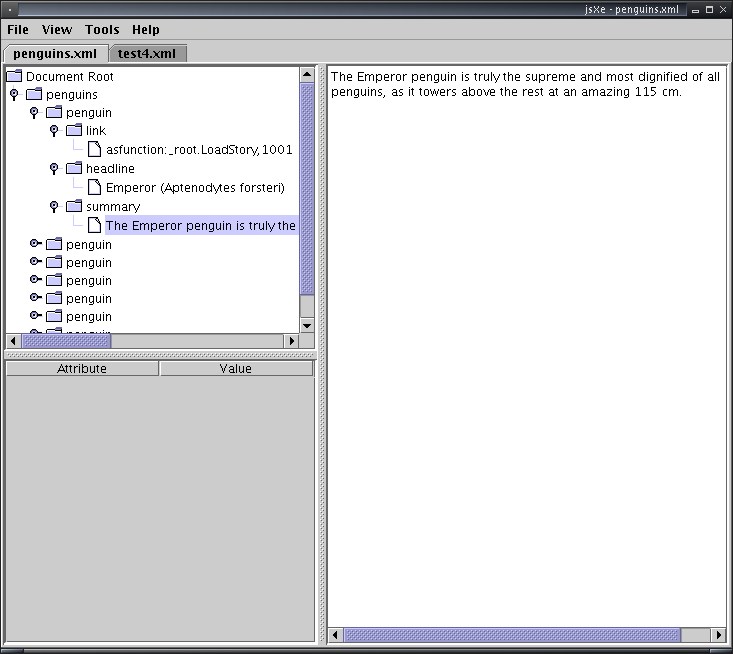 jsXe - penguins.xml
File View Tools Help
penguins.xml test4.xml
Document Root
penguins
penguin
link
asfunction:_root.LoadStory,1001
headline
Emperor (Aptenodytes forsteri)
summary
The Emperor penguin is truly the
penguin
penguin
penguin
penguin
penguin
Attribute Value
The Emperor penguin is truly the supreme and most dignified of all
penguins, as it towers above the rest at an amazing 115 cm.